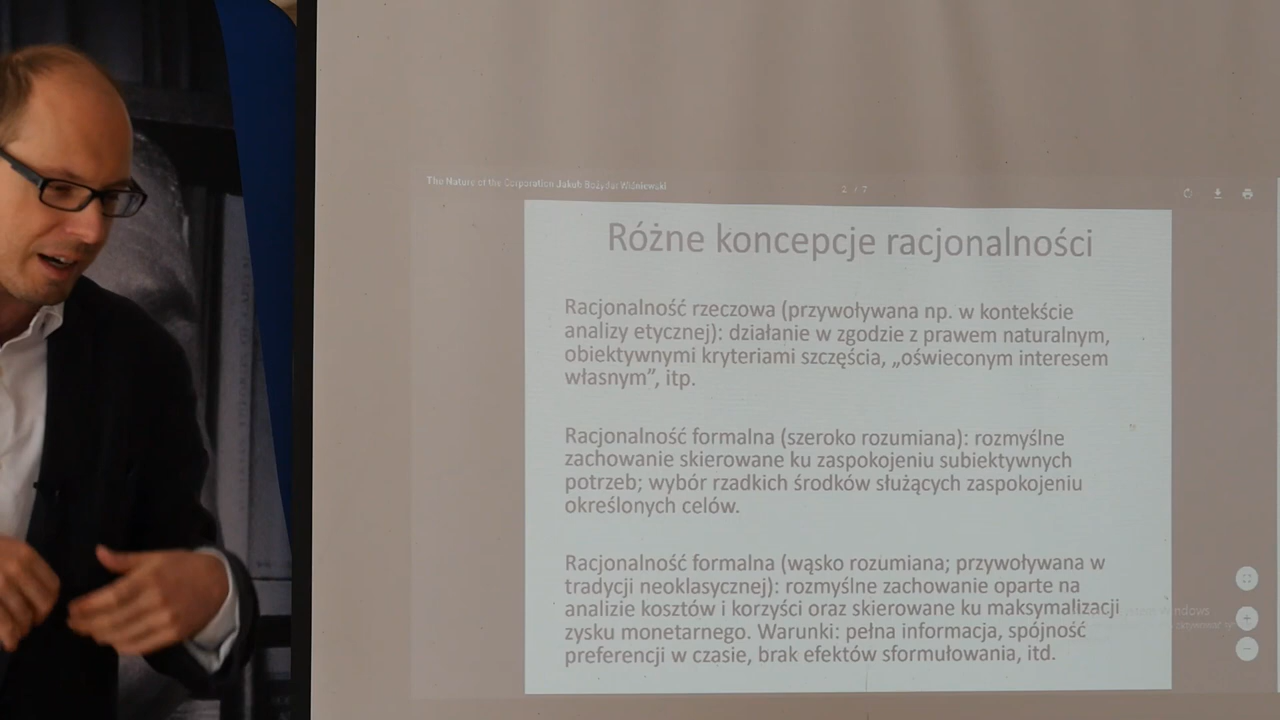 The Nature of the Corporation Jakub Bożydar Wiśniewski
2 / 7
Różne koncepcje racjonalności
Racjonalność rzeczowa (przywoływana np. w kontekście
analizy etycznej): działanie w zgodzie z prawem naturalnym,
obiektywnymi kryteriami szczęścia, „oświeconym interesem
własnym”, itp.
Racjonalność formalna (szeroko rozumiana): rozmyślne
zachowanie skierowane ku zaspokojeniu subiektywnych
potrzeb; wybór rzadkich środków służących zaspokojeniu
określonych celów.
Racjonalność formalna (wąsko rozumiana; przywoływana w
tradycji neoklasycznej): rozmyślne zachowanie oparte na
analizie kosztów i korzyści oraz skierowane ku maksymalizacji
zysku monetarnego. Warunki: pełna informacja, spójność
preferencji w czasie, brak efektów sformułowania, itd.